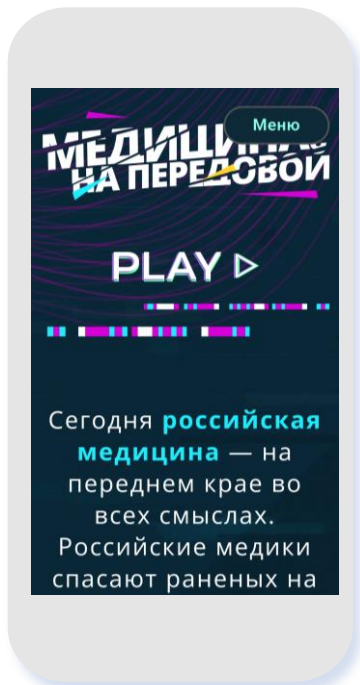 Меню
МЕДИЦИНА
НА ПЕРЕДОВОЙ
PLAY
Сегодня российская
медицина — на
переднем крае во
всех смыслах.
Российские медики
спасают раненых на